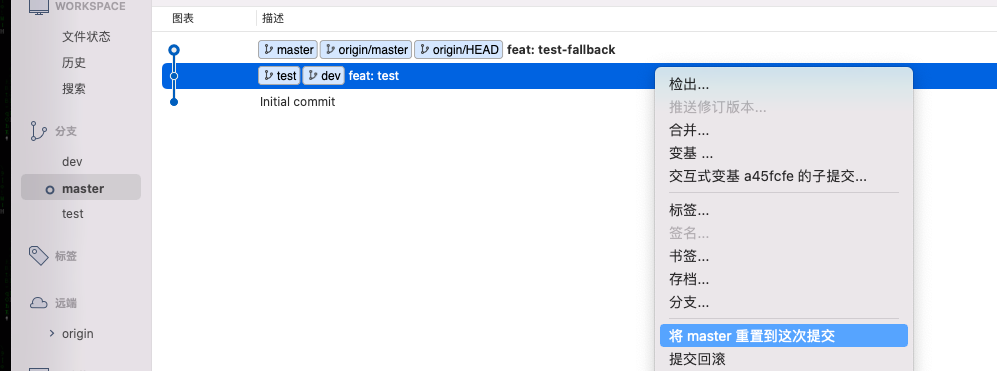 WORKSPACE
文件状态
历史
搜索
分支
dev
master
test
标签
远端
origin
图表 描述
master origin/master origin/HEAD feat: test-fallback
test dev feat: test
Initial commit
检出...
推送修订版本...
合并...
变基 ...
交互式变基 a45fcfe 的子提交...
标签...
签名...
书签...
存档...
分支...
将 master 重置到这次提交
提交回滚